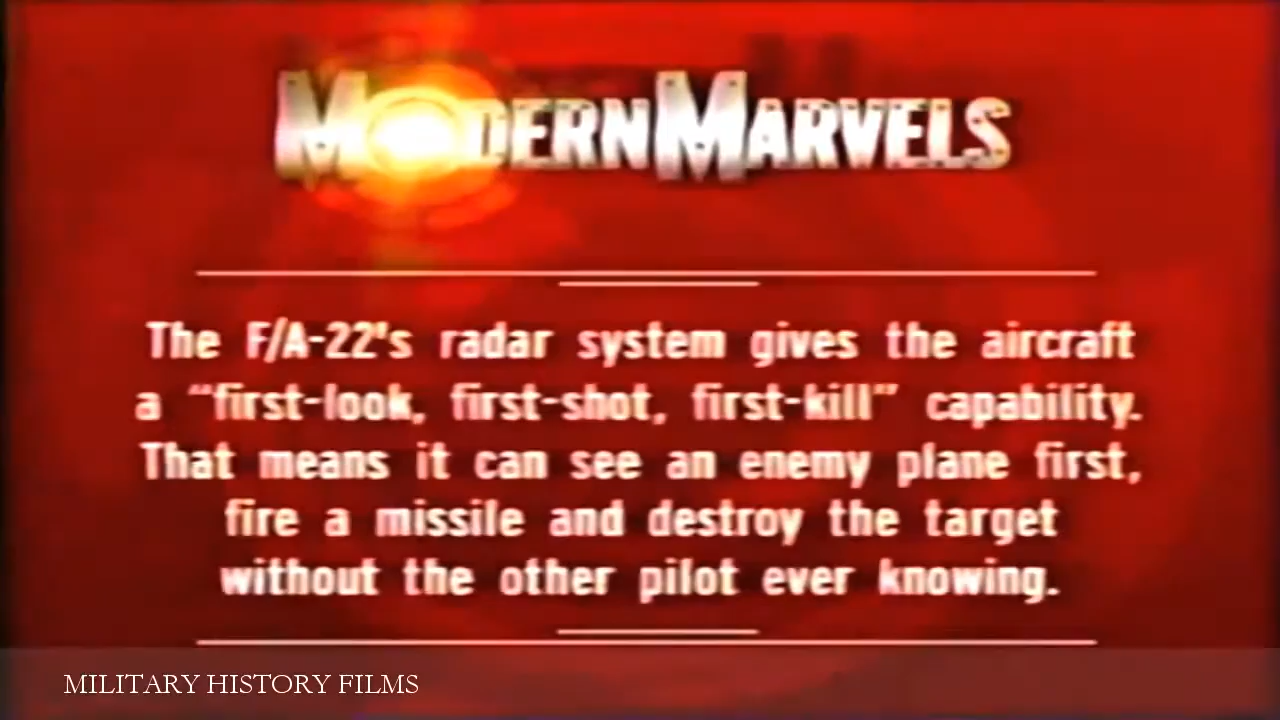 MODERNMARVELS
The F/A-22's radar system gives the aircraft
a “first-look, first-shot, first-kill” capability.
That means it can see an enemy plane first,
fire a missile and destroy the target
without the other pilot ever knowing.
MILITARY HISTORY FILMS